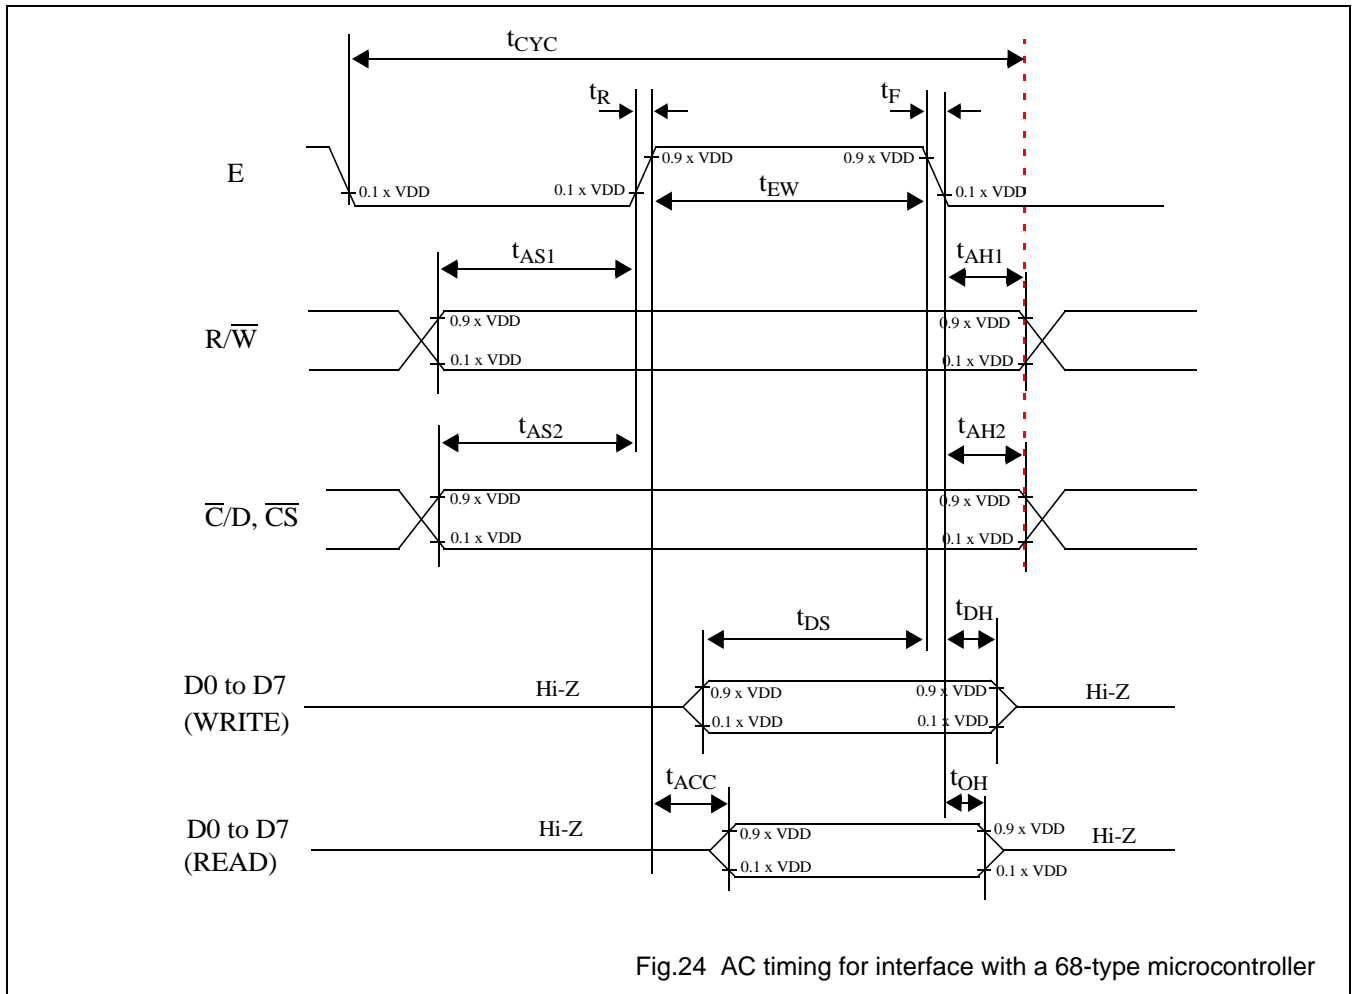 tCYC
tR
tF
E
0.9 x VDD
0.9 x VDD
0.1 x VDD
0.1 x VDD
tEW
0.1 x VDD
tAS1
tAH1
R/W̅
0.9 x VDD
0.9 x VDD
0.1 x VDD
0.1 x VDD
tAS2
tAH2
C̅/D, C̅S̅
0.9 x VDD
0.9 x VDD
0.1 x VDD
0.1 x VDD
tDS
tDH
D0 to D7
(WRITE)
Hi-Z
0.9 x VDD
0.9 x VDD
Hi-Z
0.1 x VDD
0.1 x VDD
tACC
tOH
D0 to D7
(READ)
Hi-Z
0.9 x VDD
0.9 x VDD
Hi-Z
0.1 x VDD
0.1 x VDD
Fig.24 AC timing for interface with a 68-type microcontroller